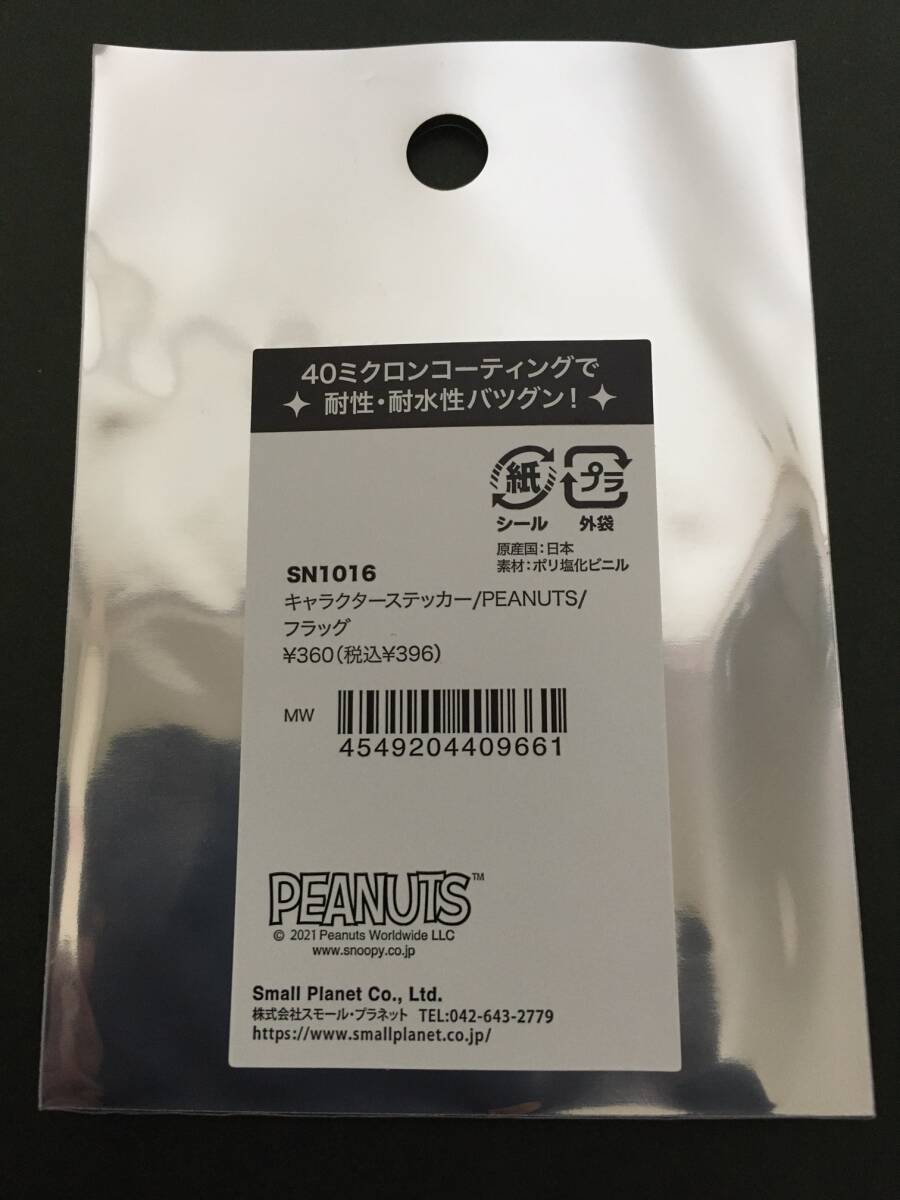 40ミクロンコーティングで
耐性・耐水性バツグン!
紙 プラ
シール 外袋
原産国:日本
素材:ポリ塩化ビニル
SN1016
キャラクターステッカー/PEANUTS/
フラッグ
¥360(税込¥396)
MW
4549204409661
PEANUTS™
© 2021 Peanuts Worldwide LLC
www.snoopy.co.jp
Small Planet Co., Ltd.
株式会社スモール・プラネット TEL:042-643-2779
https://www.smallplanet.co.jp/